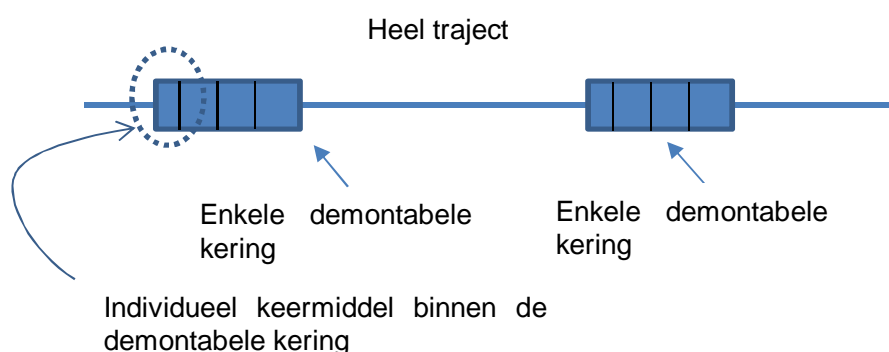 Heel traject
Enkele demontabele
kering
Enkele demontabele
kering
Individueel keermiddel binnen de
demontabele kering